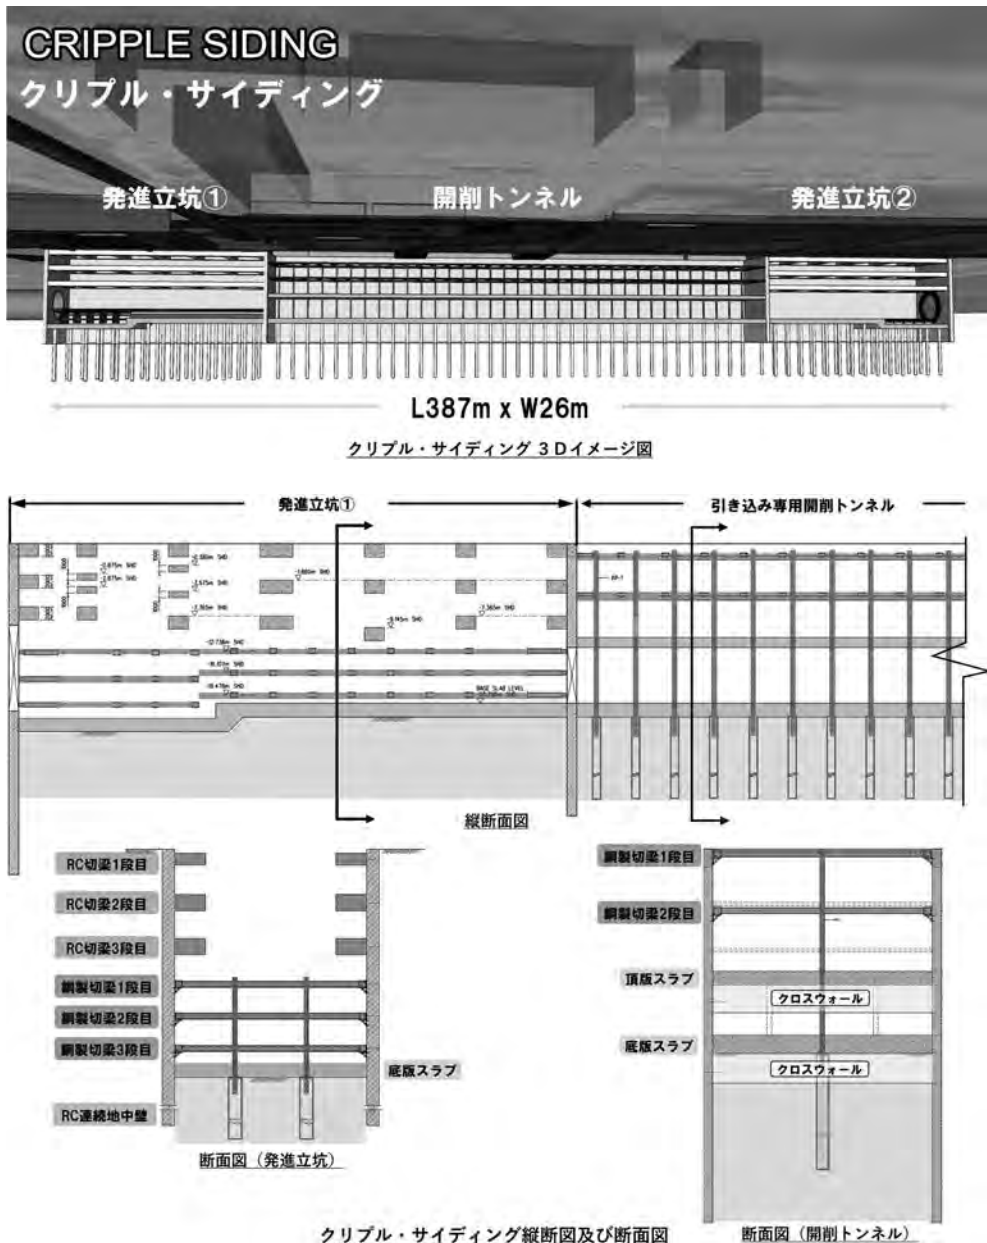 CRIPPLE SIDING
クリプル・サイディング
発進立坑①
開削トンネル
発進立坑②
L387m x W26m
クリプル・サイディング 3Dイメージ図
発進立坑①
引き込み専用開削トンネル
BASE SLAB LEVEL
縦断面図
RC切梁1段目
RC切梁2段目
RC切梁3段目
鋼製切梁1段目
鋼製切梁2段目
鋼製切梁3段目
底版スラブ
RC連続地中壁
断面図（発進立坑）
鋼製切梁1段目
鋼製切梁2段目
頂版スラブ
クロスウォール
底版スラブ
クロスウォール
断面図（開削トンネル）
クリプル・サイディング縦断図及び断面図